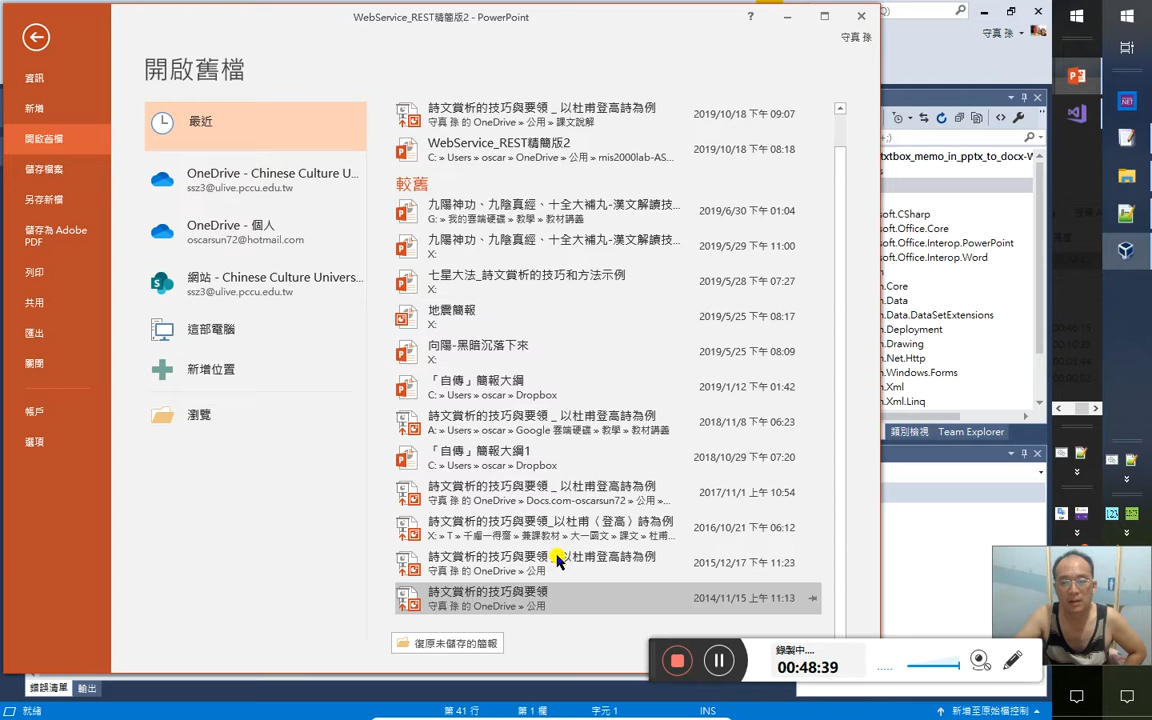 WebService_REST精簡版2 - PowerPoint
?
守真 孫
守真 孫
開啟舊檔
資訊
新增
開啟舊檔
儲存檔案
另存新檔
儲存為 Adobe
PDF
列印
共用
匯出
關閉
帳戶
選項
最近
OneDrive - Chinese Culture U...
ssz3@ulive.pccu.edu.tw
OneDrive - 個人
oscarsun72@hotmail.com
網站 - Chinese Culture Univers...
ssz3@ulive.pccu.edu.tw
這部電腦
新增位置
瀏覽
詩文賞析的技巧與要領 _ 以杜甫登高詩為例
守真 孫 的 OneDrive » 公用 » 課文說解
2019/10/18 下午 09:07
WebService_REST精簡版2
C: » Users » oscar » OneDrive » 公用 » mis2000lab-AS...
2019/10/18 下午 08:18
較舊
九陽神功、九陰真經、十全大補丸-漢文解讀技...
G: » 我的雲端硬碟 » 教學 » 教材講義
2019/6/30 上午 01:04
九陽神功、九陰真經、十全大補丸-漢文解讀技...
X:
2019/5/29 上午 11:00
七星大法_詩文賞析的技巧和方法示例
X:
2019/5/28 下午 07:27
地震簡報
X:
2019/5/25 下午 08:17
向陽-黑暗沉落下來
X:
2019/5/25 下午 08:09
「自傳」簡報大綱
C: » Users » oscar » Dropbox
2019/1/12 下午 01:42
詩文賞析的技巧與要領 _ 以杜甫登高詩為例
A: » Users » oscar » Google 雲端硬碟 » 教學 » 教材講義
2018/11/8 下午 06:23
「自傳」簡報大綱1
C: » Users » oscar » Dropbox
2018/10/29 下午 07:20
詩文賞析的技巧與要領 _ 以杜甫登高詩為例
守真 孫 的 OneDrive » Docs.com-oscarsun72 » 公用 »...
2017/11/1 上午 10:54
詩文賞析的技巧與要領_以杜甫〈登高〉詩為例
X: » T » 千慮一得齋 » 兼課教材 » 大一國文 » 課文 » 杜甫...
2016/10/21 下午 06:12
詩文賞析的技巧與要領 以杜甫登高詩為例
守真 孫 的 OneDrive » 公用
2015/12/17 下午 11:23
詩文賞析的技巧與要領
守真 孫 的 OneDrive » 公用
2014/11/15 上午 11:13
復原未儲存的簡報
txtbox_memo_in_pptx_to_docx-W
soft.CSharp
soft.Office.Core
soft.Office.Interop.PowerPoint
soft.Office.Interop.Word
m.Core
m.Data
m.Data.DataSetExtensions
m.Deployment
m.Drawing
m.Net.Http
m.Windows.Forms
m.Xml
m.Xml.Linq
類別檢視
Team Explorer
錄製中....
00:48:39
錯誤清單
輸出
就緒
第 41 行
第 1 欄
字元 1
INS
新增至原始檔控制